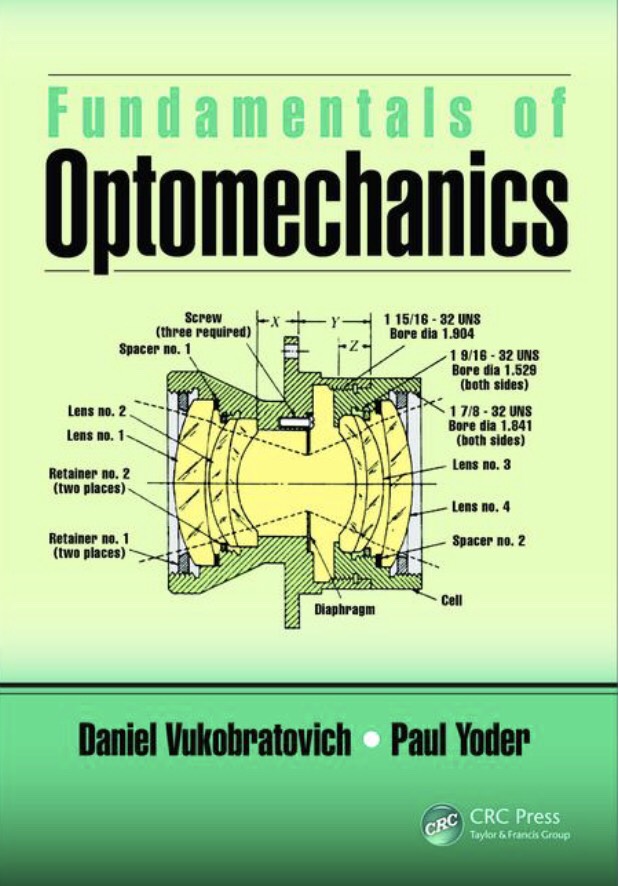 Fundamentals of
Optomechanics
Screw
(three required)
Spacer no. 1
X
Y
Z
1 15/16 - 32 UNS
Bore dia 1.904
1 9/16 - 32 UNS
Bore dia 1.529
(both sides)
1 7/8 - 32 UNS
Bore dia 1.841
(both sides)
Lens no. 2
Lens no. 1
Retainer no. 2
(two places)
Retainer no. 1
(two places)
Lens no. 3
Lens no. 4
Spacer no. 2
Cell
Diaphragm
Daniel Vukobratovich • Paul Yoder
CRC
CRC Press
Taylor & Francis Group